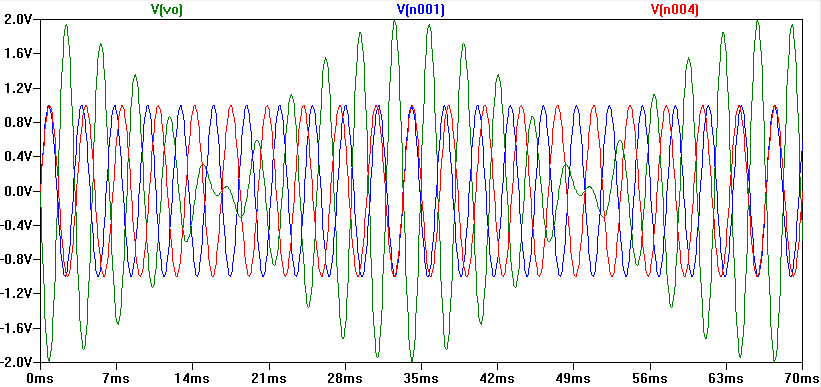 V(vo) V(n001) V(n004)
2.0V
1.6V
1.2V
0.8V
0.4V
0.0V
-0.4V
-0.8V
-1.2V
-1.6V
-2.0V
0ms 7ms 14ms 21ms 28ms 35ms 42ms 49ms 56ms 63ms 70ms